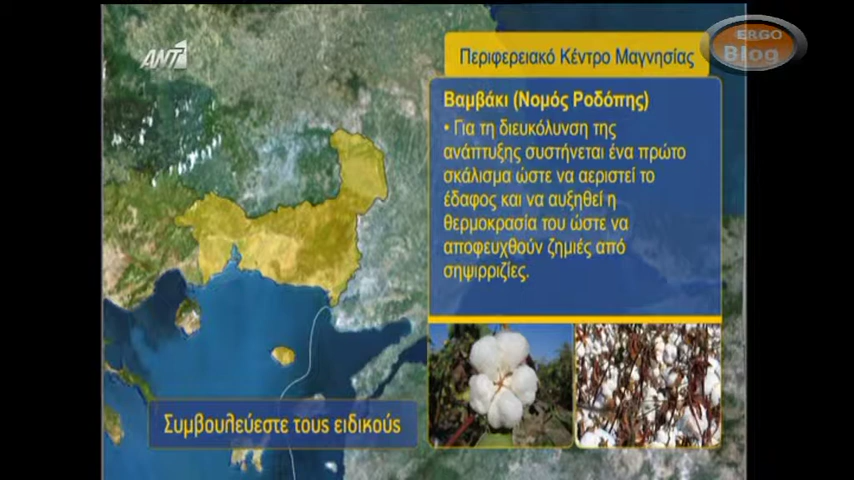 ANT1
ERGO
Blog
Περιφερειακό Κέντρο Μαγνησίας
Βαμβάκι (Νομός Ροδόπης)
• Για τη διευκόλυνση της
ανάπτυξης συστήνεται ένα πρώτο
σκάλισμα ώστε να αεριστεί το
έδαφος και να αυξηθεί η
θερμοκρασία του ώστε να
αποφευχθούν ζημιές από
σηψιρριζίες.
Συμβουλεύεστε τους ειδικούς